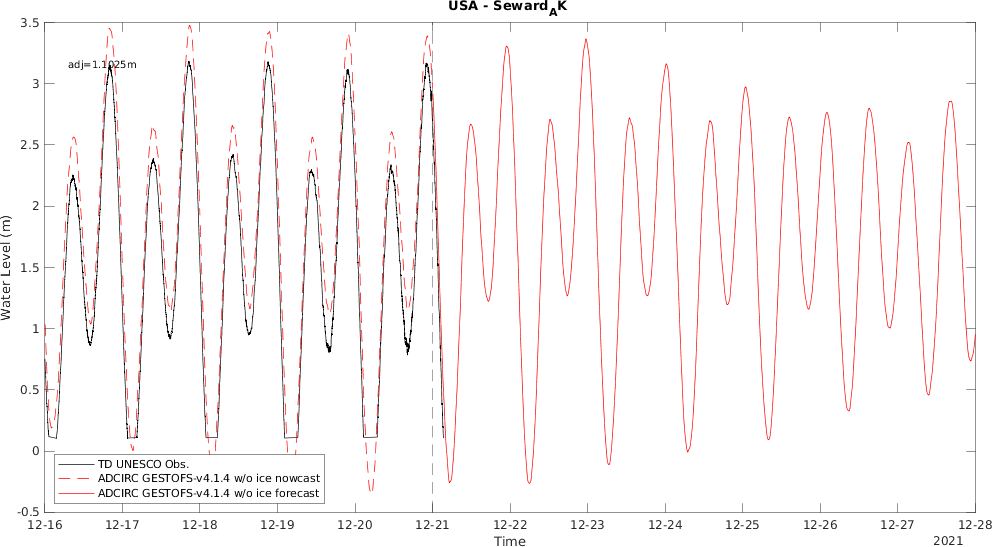 USA - Seward_AK
adj=1.1025m
3.5
3
2.5
2
1.5
1
0.5
0
-0.5
Water Level (m)
TD UNESCO Obs.
ADCIRC GESTOFS-v4.1.4 w/o ice nowcast
ADCIRC GESTOFS-v4.1.4 w/o ice forecast
12-16 12-17 12-18 12-19 12-20 12-21 12-22 12-23 12-24 12-25 12-26 12-27 12-28
Time
2021